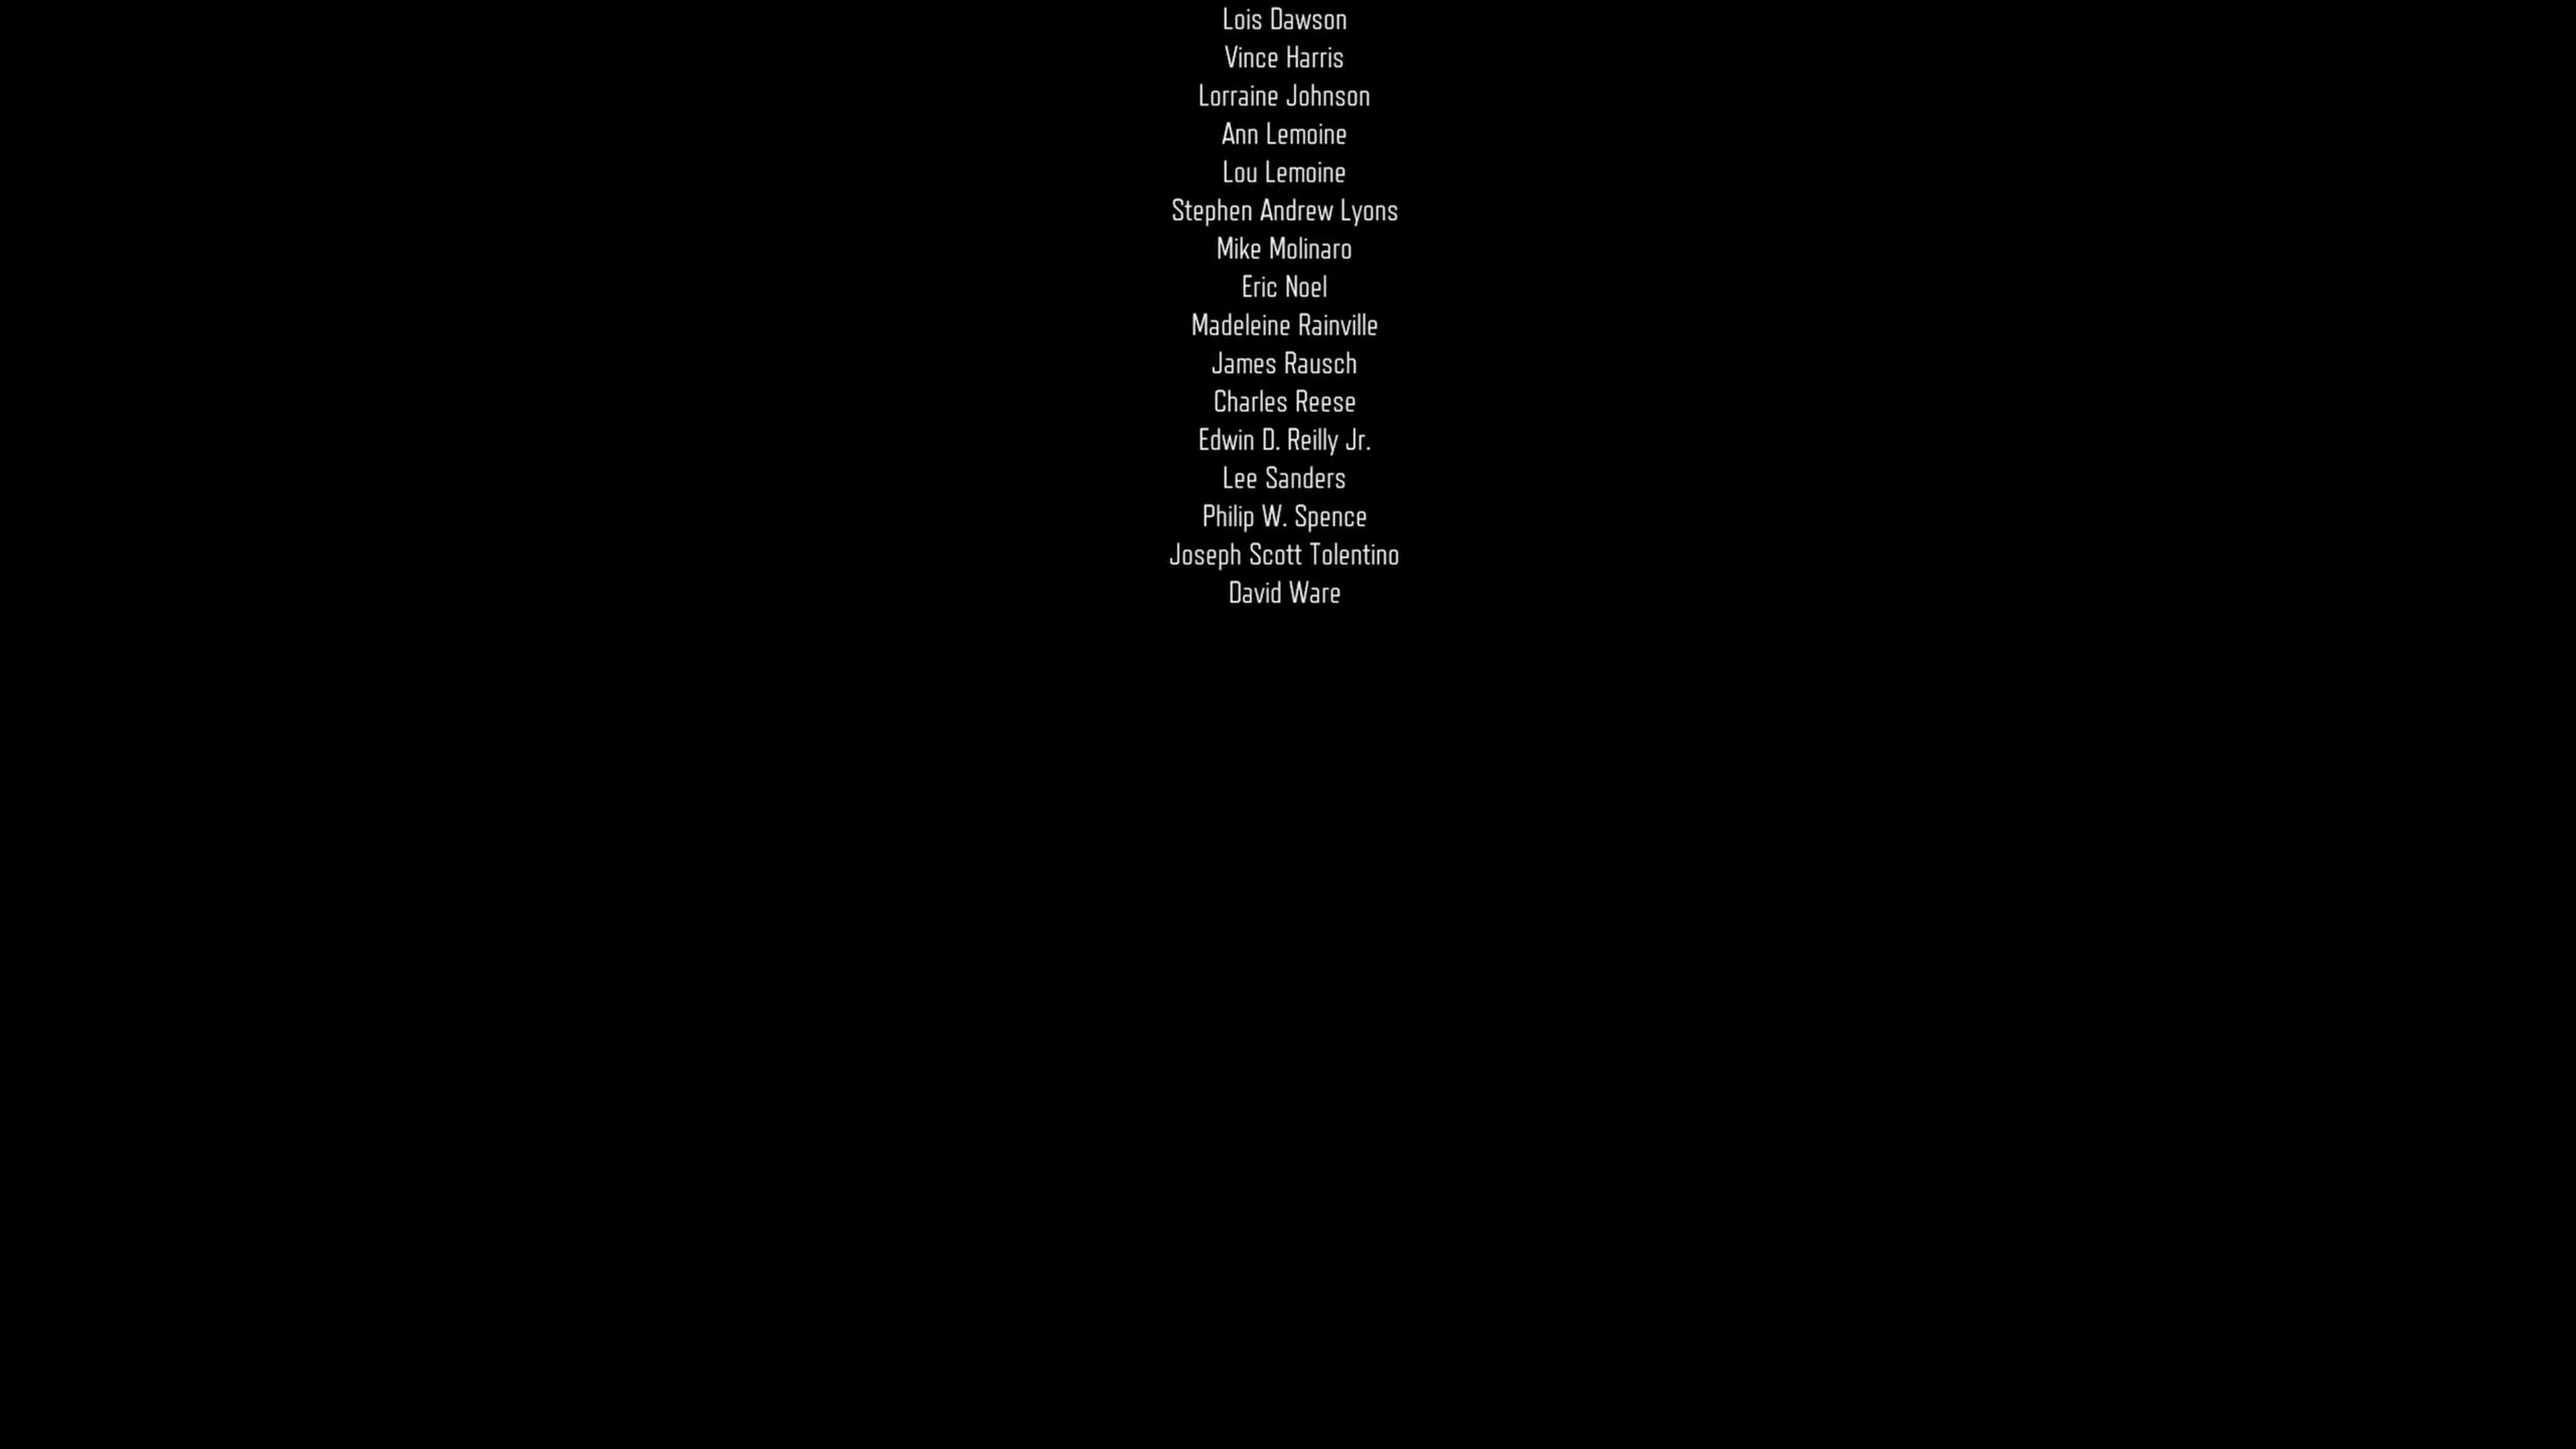 Lois Dawson
Vince Harris
Lorraine Johnson
Ann Lemoine
Lou Lemoine
Stephen Andrew Lyons
Mike Molinaro
Eric Noel
Madeleine Rainville
James Rausch
Charles Reese
Edwin D. Reilly Jr.
Lee Sanders
Philip W. Spence
Joseph Scott Tolentino
David Ware